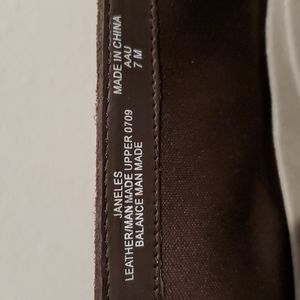 MADE IN CHINA
AAU
7 M
JANELES
LEATHER/MAN MADE UPPER 0709
BALANCE MAN MADE